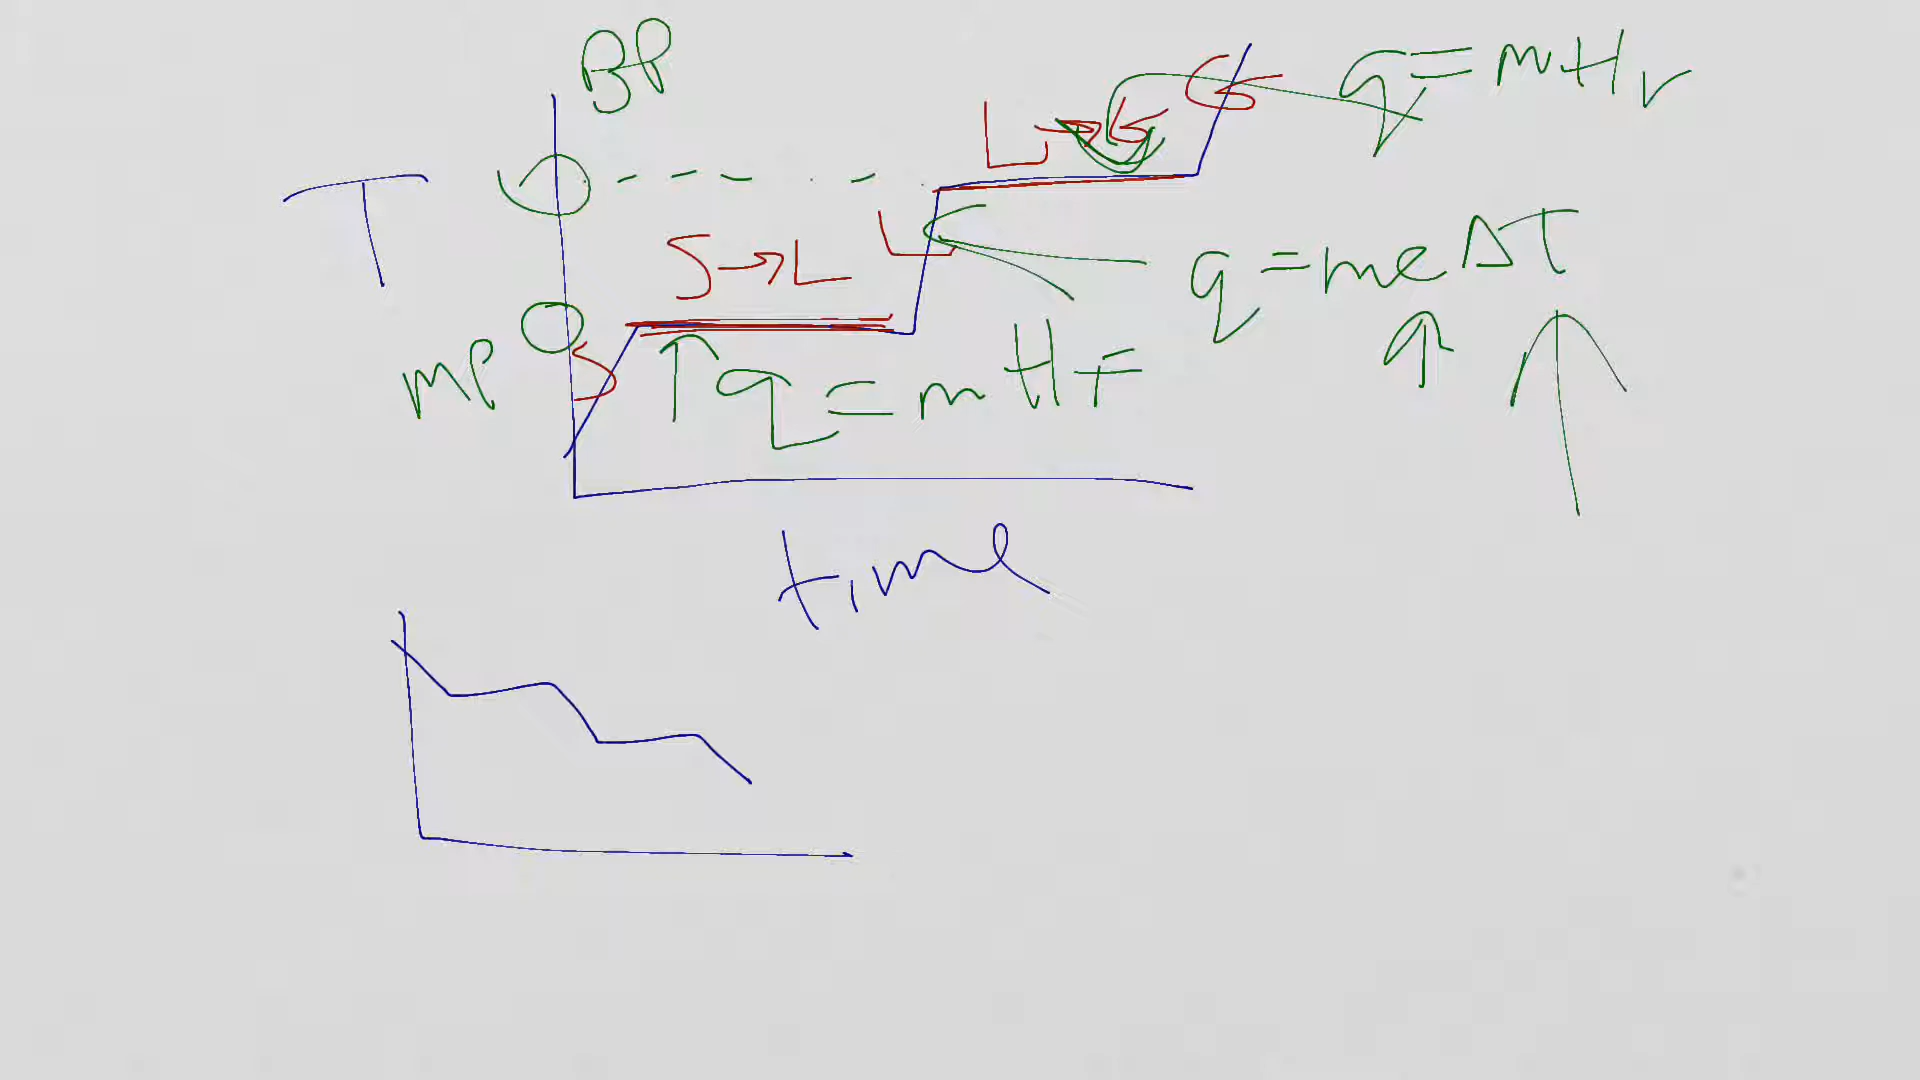 BP
q = mHv
L → G
G
T
S → L
L
q = mcΔT
MP
S
q = mHF
time